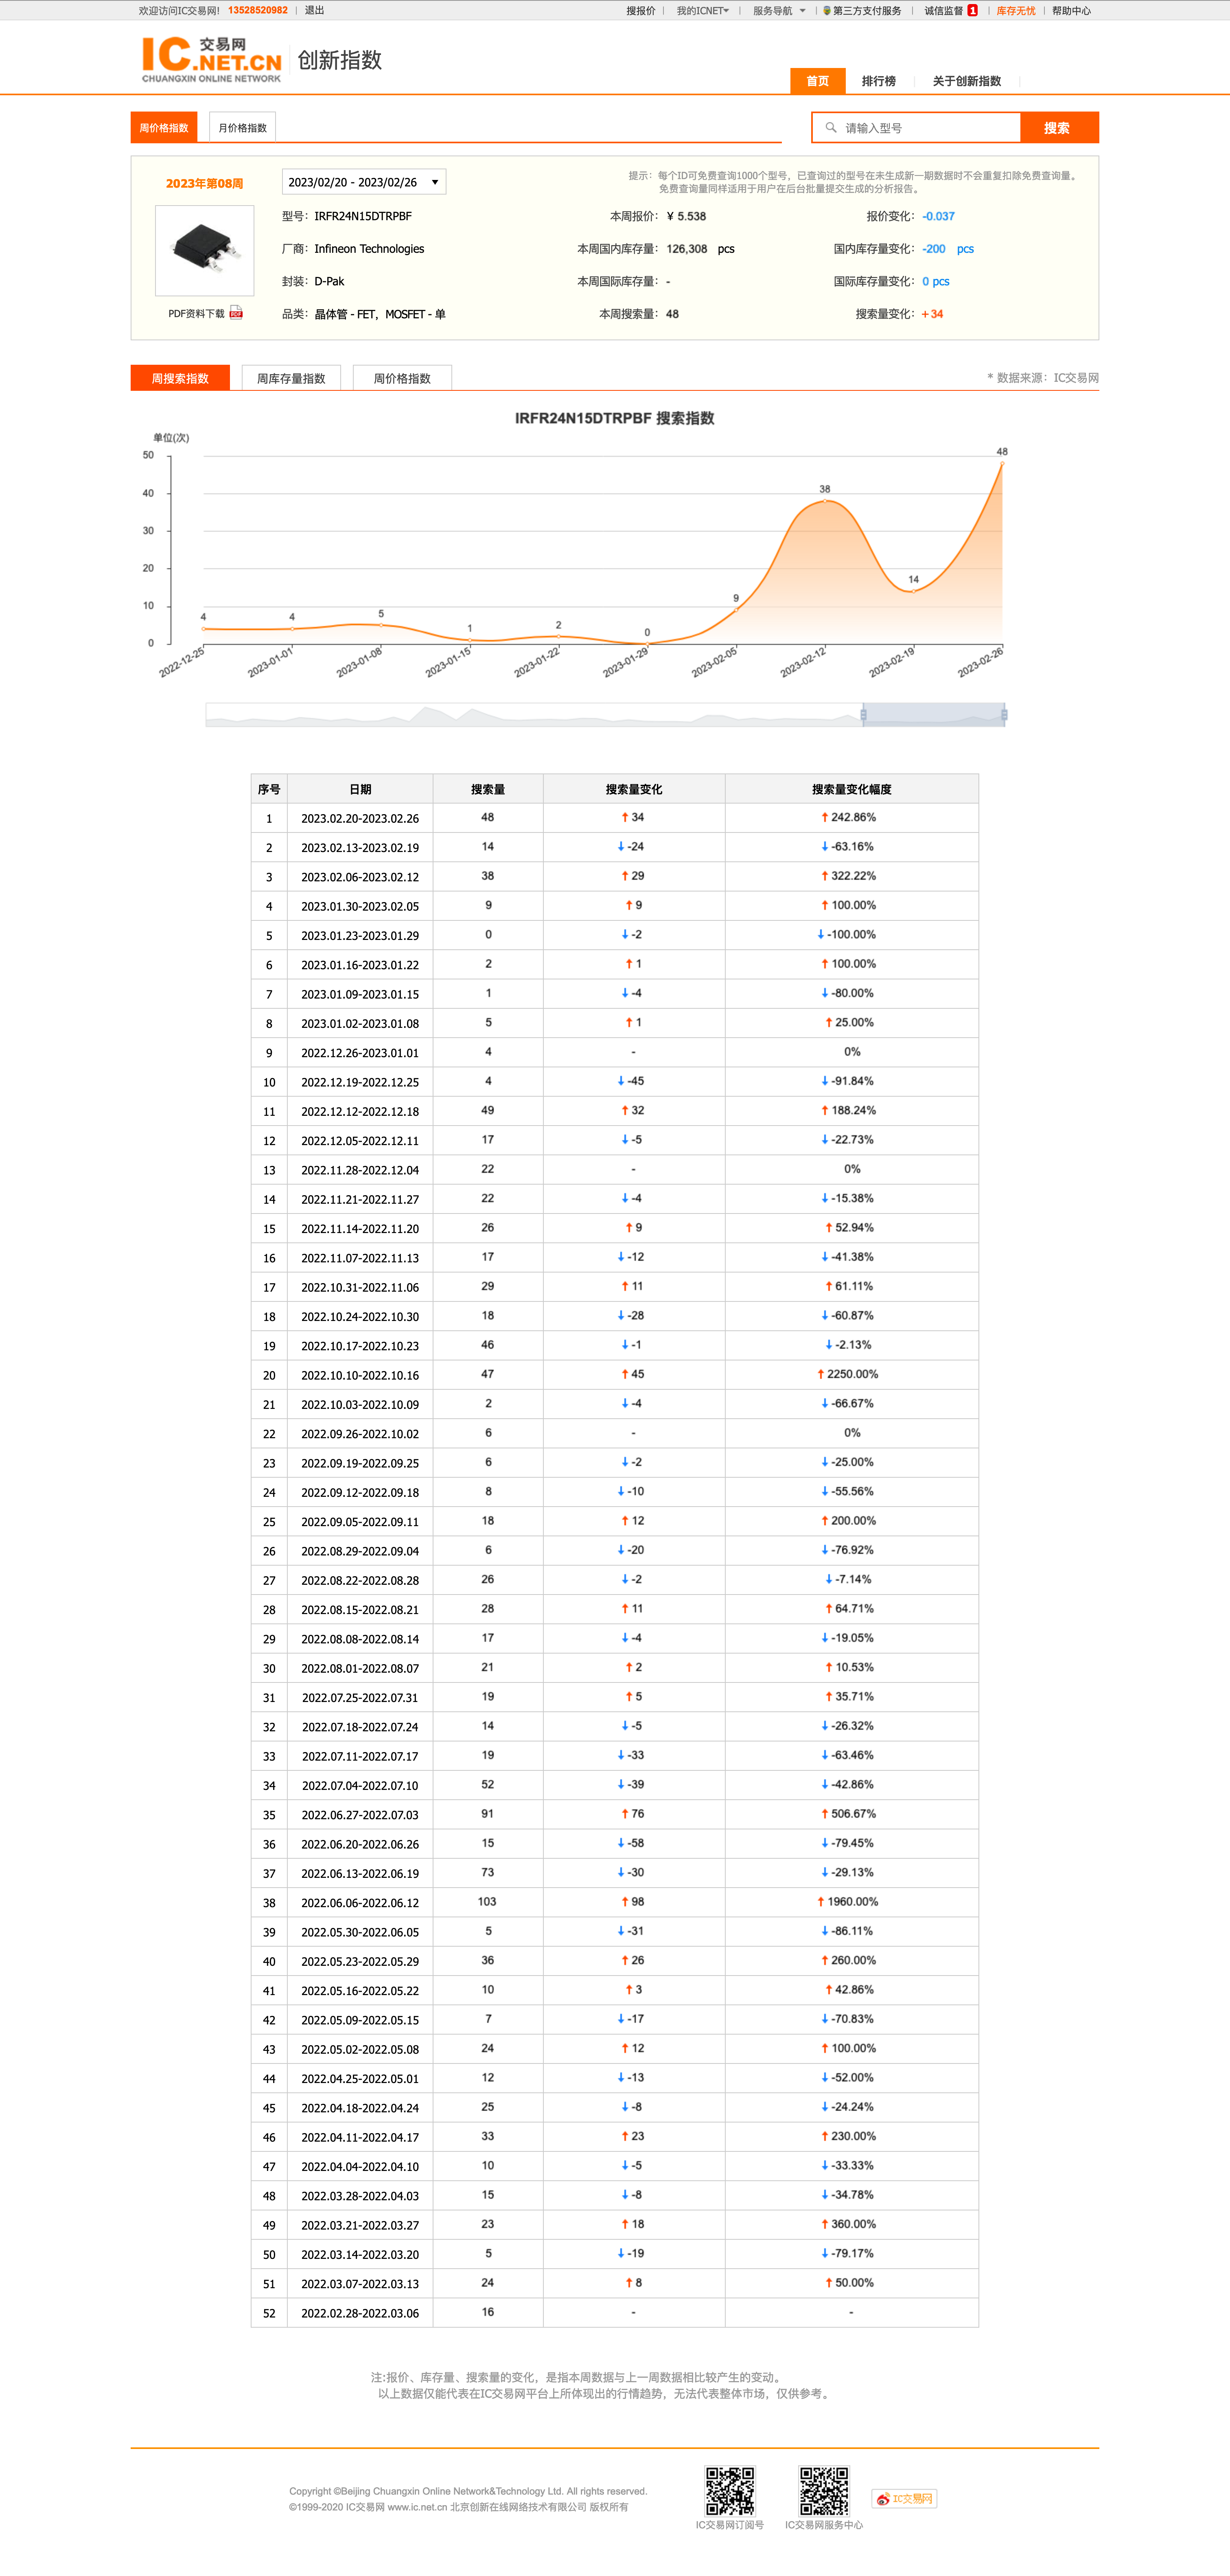 欢迎访问IC交易网! 13528520982 | 退出 搜报价 | 我的ICNET | 服务导航 | 第三方支付服务 | 诚信监督 1 | 库存无忧 | 帮助中心
IC 交易网 .NET.CN CHUANGXIN ONLINE NETWORK 创新指数
首页 排行榜 关于创新指数
周价格指数 月价格指数 请输入型号 搜索
2023年第08周 2023/02/20 - 2023/02/26 提示：每个ID可免费查询1000个型号，已查询过的型号在未生成新一期数据时不会重复扣除免费查询量。
免费查询量同样适用于用户在后台批量提交生成的分析报告。
型号：IRFR24N15DTRPBF 本周报价：¥ 5.538 报价变化：-0.037
厂商：Infineon Technologies 本周国内库存量：126,308 pcs 国内库存量变化：-200 pcs
封装：D-Pak 本周国际库存量：- 国际库存量变化：0 pcs
PDF资料下载 PDF 品类：晶体管 - FET，MOSFET - 单 本周搜索量：48 搜索量变化：+34
周搜索指数 周库存量指数 周价格指数 * 数据来源：IC交易网
IRFR24N15DTRPBF 搜索指数
单位(次)
50
40
30
20
10
0
4 4 5 1 2 0 9 38 14 48
2022-12-25 2023-01-01 2023-01-08 2023-01-15 2023-01-22 2023-01-29 2023-02-05 2023-02-12 2023-02-19 2023-02-26
序号 日期 搜索量 搜索量变化 搜索量变化幅度
1 2023.02.20-2023.02.26 48 ↑ 34 ↑ 242.86%
2 2023.02.13-2023.02.19 14 ↓ -24 ↓ -63.16%
3 2023.02.06-2023.02.12 38 ↑ 29 ↑ 322.22%
4 2023.01.30-2023.02.05 9 ↑ 9 ↑ 100.00%
5 2023.01.23-2023.01.29 0 ↓ -2 ↓ -100.00%
6 2023.01.16-2023.01.22 2 ↑ 1 ↑ 100.00%
7 2023.01.09-2023.01.15 1 ↓ -4 ↓ -80.00%
8 2023.01.02-2023.01.08 5 ↑ 1 ↑ 25.00%
9 2022.12.26-2023.01.01 4 - 0%
10 2022.12.19-2022.12.25 4 ↓ -45 ↓ -91.84%
11 2022.12.12-2022.12.18 49 ↑ 32 ↑ 188.24%
12 2022.12.05-2022.12.11 17 ↓ -5 ↓ -22.73%
13 2022.11.28-2022.12.04 22 - 0%
14 2022.11.21-2022.11.27 22 ↓ -4 ↓ -15.38%
15 2022.11.14-2022.11.20 26 ↑ 9 ↑ 52.94%
16 2022.11.07-2022.11.13 17 ↓ -12 ↓ -41.38%
17 2022.10.31-2022.11.06 29 ↑ 11 ↑ 61.11%
18 2022.10.24-2022.10.30 18 ↓ -28 ↓ -60.87%
19 2022.10.17-2022.10.23 46 ↓ -1 ↓ -2.13%
20 2022.10.10-2022.10.16 47 ↑ 45 ↑ 2250.00%
21 2022.10.03-2022.10.09 2 ↓ -4 ↓ -66.67%
22 2022.09.26-2022.10.02 6 - 0%
23 2022.09.19-2022.09.25 6 ↓ -2 ↓ -25.00%
24 2022.09.12-2022.09.18 8 ↓ -10 ↓ -55.56%
25 2022.09.05-2022.09.11 18 ↑ 12 ↑ 200.00%
26 2022.08.29-2022.09.04 6 ↓ -20 ↓ -76.92%
27 2022.08.22-2022.08.28 26 ↓ -2 ↓ -7.14%
28 2022.08.15-2022.08.21 28 ↑ 11 ↑ 64.71%
29 2022.08.08-2022.08.14 17 ↓ -4 ↓ -19.05%
30 2022.08.01-2022.08.07 21 ↑ 2 ↑ 10.53%
31 2022.07.25-2022.07.31 19 ↑ 5 ↑ 35.71%
32 2022.07.18-2022.07.24 14 ↓ -5 ↓ -26.32%
33 2022.07.11-2022.07.17 19 ↓ -33 ↓ -63.46%
34 2022.07.04-2022.07.10 52 ↓ -39 ↓ -42.86%
35 2022.06.27-2022.07.03 91 ↑ 76 ↑ 506.67%
36 2022.06.20-2022.06.26 15 ↓ -58 ↓ -79.45%
37 2022.06.13-2022.06.19 73 ↓ -30 ↓ -29.13%
38 2022.06.06-2022.06.12 103 ↑ 98 ↑ 1960.00%
39 2022.05.30-2022.06.05 5 ↓ -31 ↓ -86.11%
40 2022.05.23-2022.05.29 36 ↑ 26 ↑ 260.00%
41 2022.05.16-2022.05.22 10 ↑ 3 ↑ 42.86%
42 2022.05.09-2022.05.15 7 ↓ -17 ↓ -70.83%
43 2022.05.02-2022.05.08 24 ↑ 12 ↑ 100.00%
44 2022.04.25-2022.05.01 12 ↓ -13 ↓ -52.00%
45 2022.04.18-2022.04.24 25 ↓ -8 ↓ -24.24%
46 2022.04.11-2022.04.17 33 ↑ 23 ↑ 230.00%
47 2022.04.04-2022.04.10 10 ↓ -5 ↓ -33.33%
48 2022.03.28-2022.04.03 15 ↓ -8 ↓ -34.78%
49 2022.03.21-2022.03.27 23 ↑ 18 ↑ 360.00%
50 2022.03.14-2022.03.20 5 ↓ -19 ↓ -79.17%
51 2022.03.07-2022.03.13 24 ↑ 8 ↑ 50.00%
52 2022.02.28-2022.03.06 16 - -
注:报价、库存量、搜索量的变化，是指本周数据与上一周数据相比较产生的变动。
以上数据仅能代表在IC交易网平台上所体现出的行情趋势，无法代表整体市场，仅供参考。
Copyright ©Beijing Chuangxin Online Network&Technology Ltd. All rights reserved.
©1999-2020 IC交易网 www.ic.net.cn 北京创新在线网络技术有限公司 版权所有
IC交易网订阅号 IC交易网服务中心 IC交易网